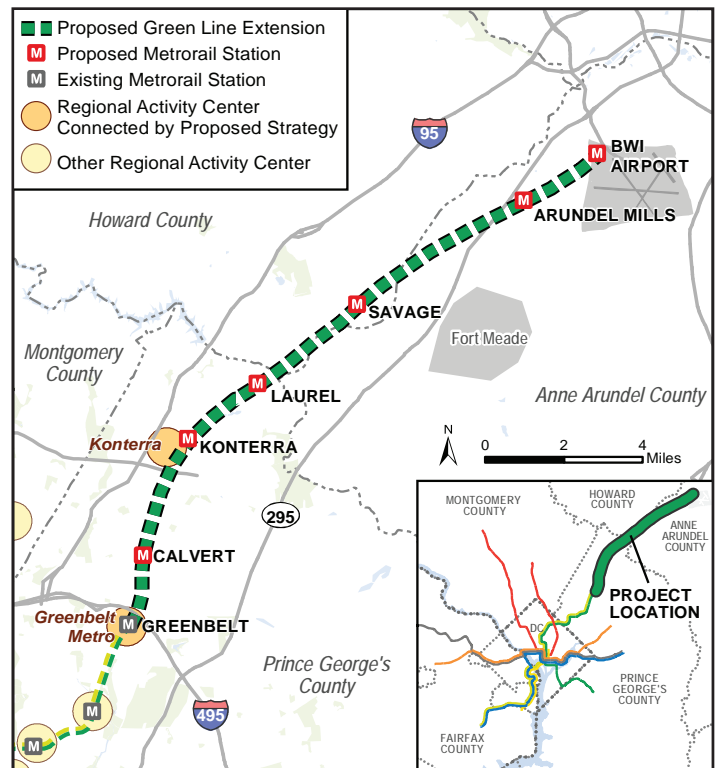 Proposed Green Line Extension
M Proposed Metrorail Station
M Existing Metrorail Station
Regional Activity Center
Connected by Proposed Strategy
Other Regional Activity Center
95
M BWI
AIRPORT
M
ARUNDEL MILLS
Howard County
M
SAVAGE
Fort Meade
Montgomery
County
M
LAUREL
Anne Arundel County
Konterra
M
KONTERRA
N
0 2 4
Miles
295
M CALVERT
Greenbelt
Metro
M GREENBELT
Prince George's
County
M
495
M
MONTGOMERY
COUNTY
HOWARD
COUNTY
ANNE
ARUNDEL
COUNTY
PROJECT
LOCATION
DC
PRINCE
GEORGE'S
COUNTY
FAIRFAX
COUNTY